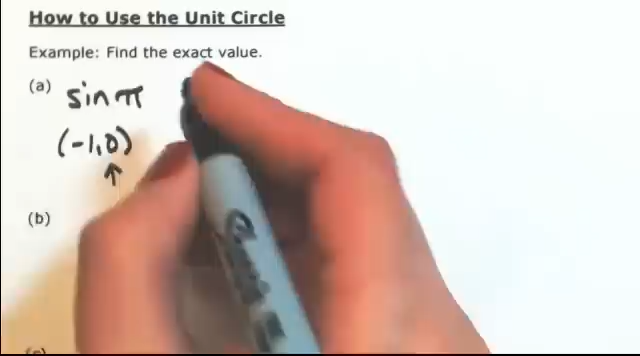 How to Use the Unit Circle
Example: Find the exact value.
(a) sin π
(-1,0)
↑
(b)